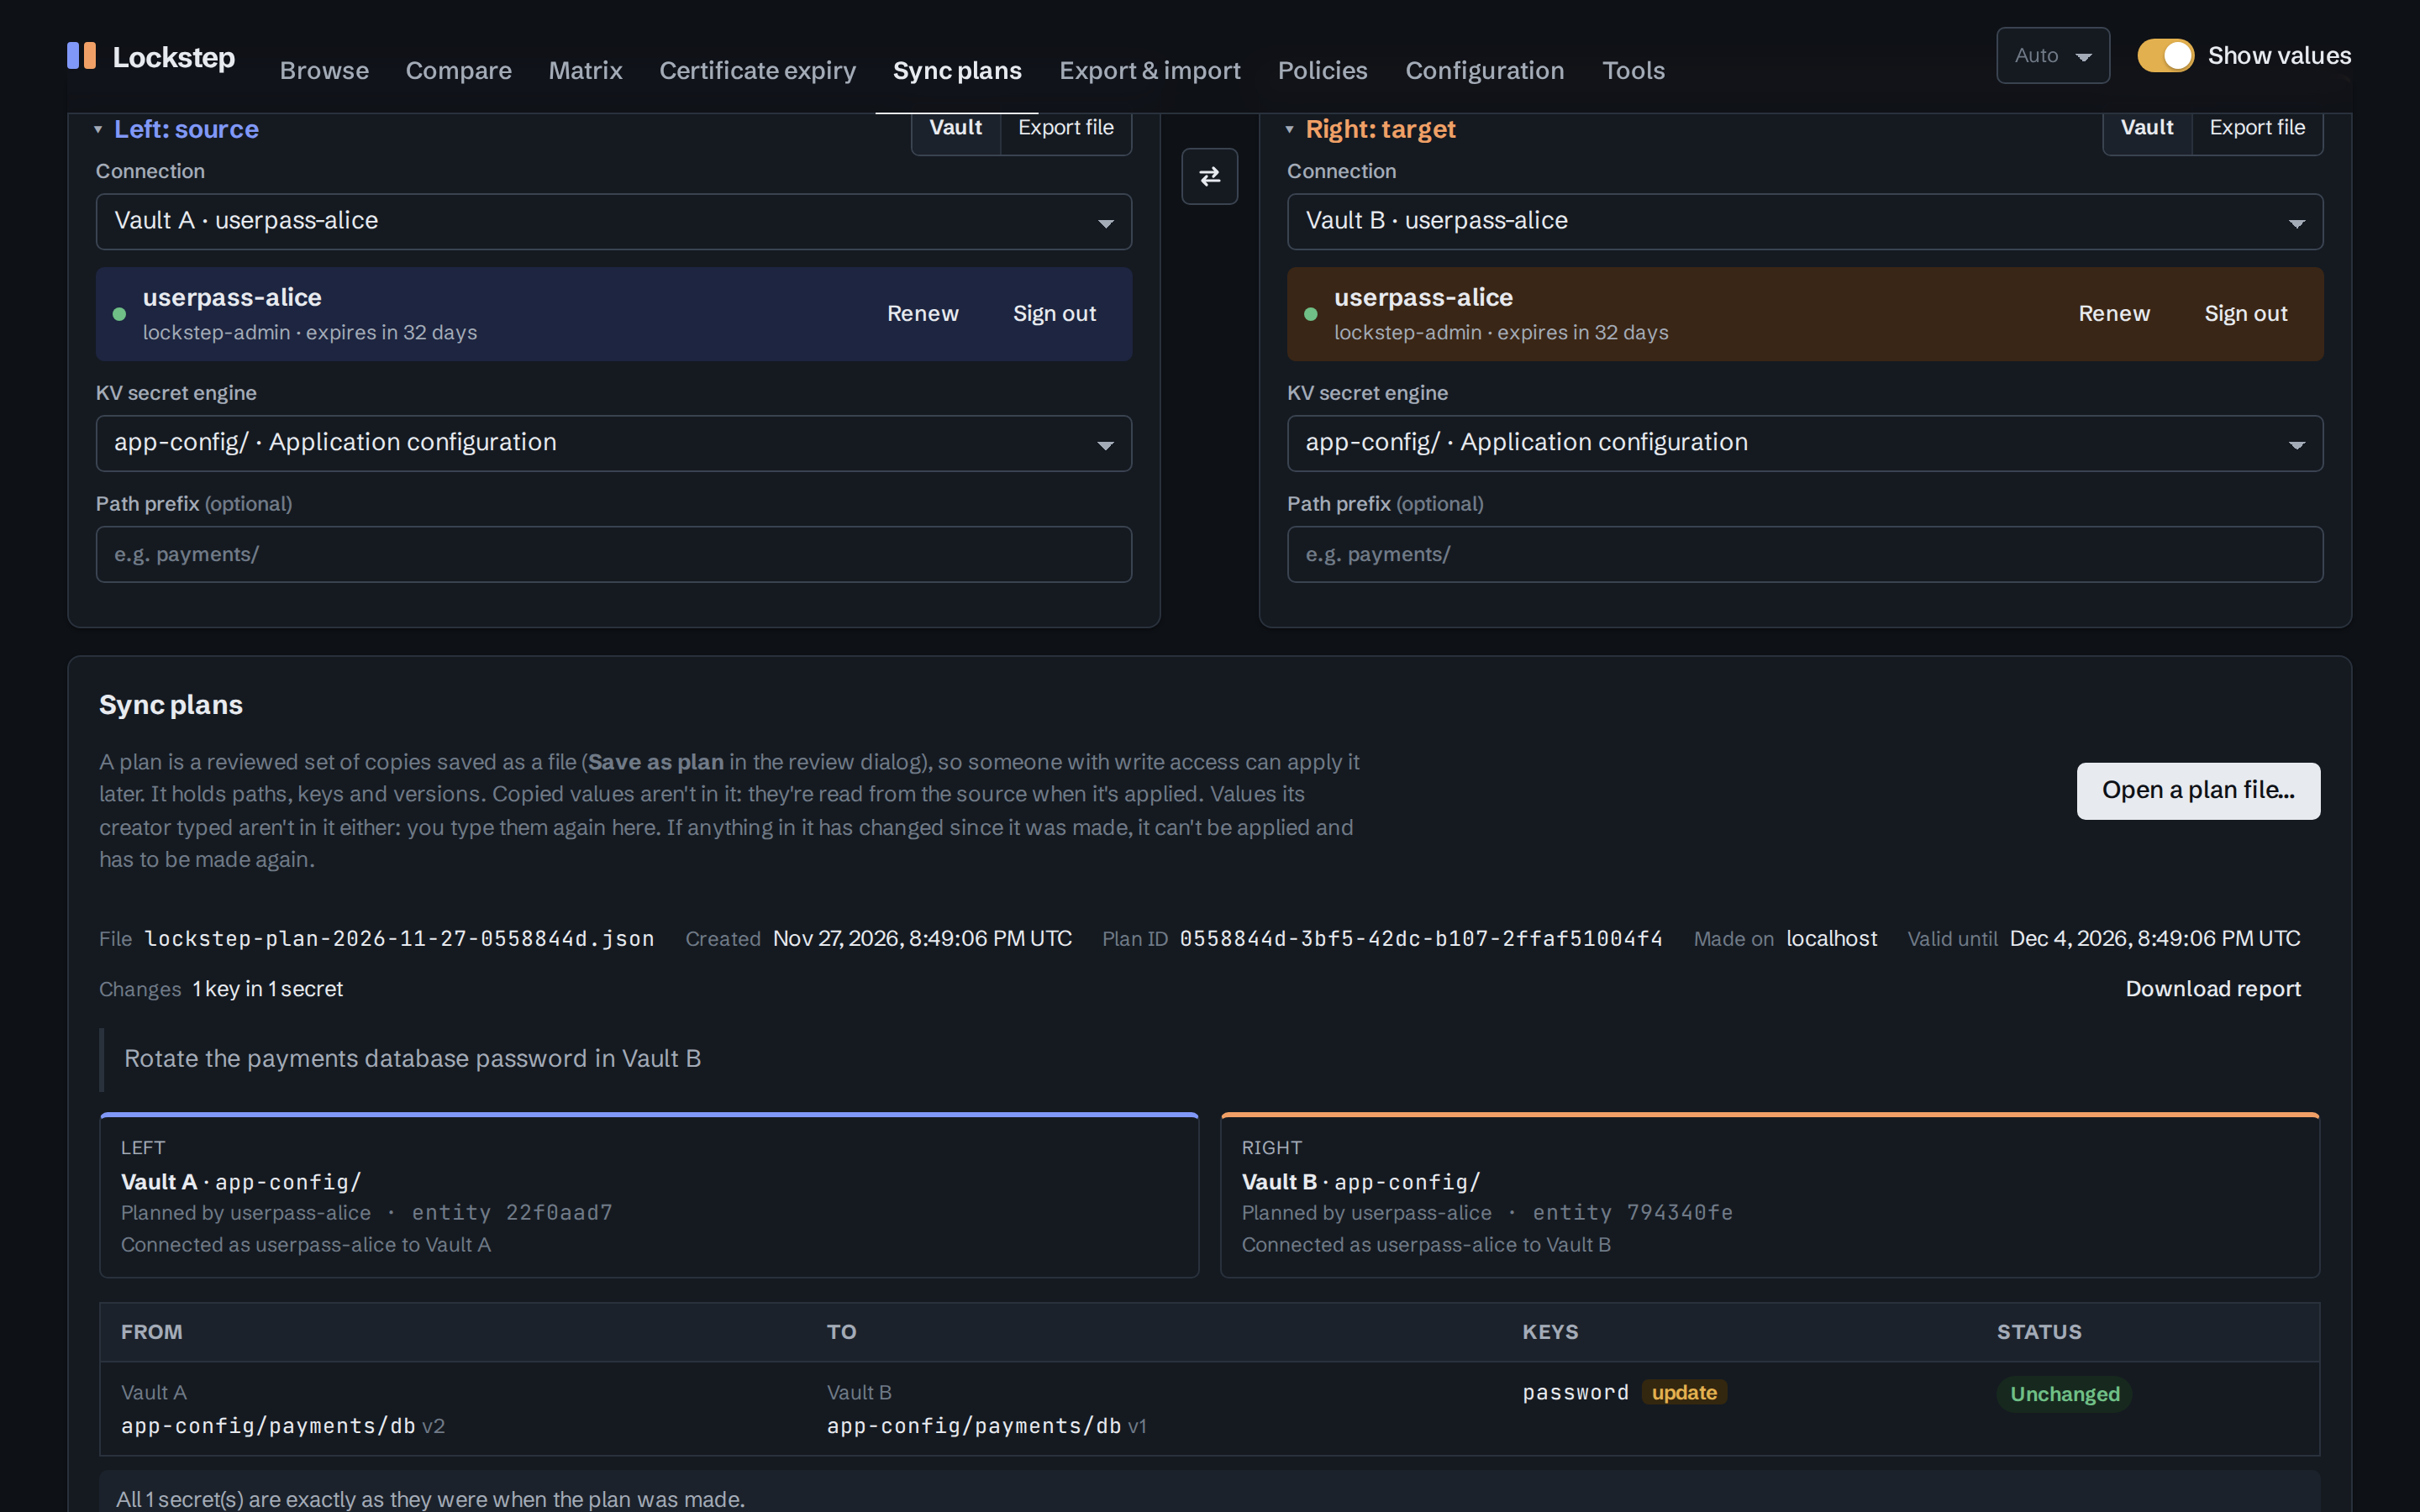 Lockstep
Browse Compare Matrix Certificate expiry Sync plans Export & import Policies Configuration Tools
Auto
Show values
Left: source
Vault Export file
Connection
Vault A · userpass-alice
userpass-alice
lockstep-admin · expires in 32 days
Renew Sign out
KV secret engine
app-config/ · Application configuration
Path prefix (optional)
e.g. payments/
Right: target
Vault Export file
Connection
Vault B · userpass-alice
userpass-alice
lockstep-admin · expires in 32 days
Renew Sign out
KV secret engine
app-config/ · Application configuration
Path prefix (optional)
e.g. payments/
Sync plans
A plan is a reviewed set of copies saved as a file (Save as plan in the review dialog), so someone with write access can apply it
later. It holds paths, keys and versions. Copied values aren't in it: they're read from the source when it's applied. Values its
creator typed aren't in it either: you type them again here. If anything in it has changed since it was made, it can't be applied and
has to be made again.
Open a plan file...
File lockstep-plan-2026-11-27-0558844d.json Created Nov 27, 2026, 8:49:06 PM UTC Plan ID 0558844d-3bf5-42dc-b107-2ffaf51004f4 Made on localhost Valid until Dec 4, 2026, 8:49:06 PM UTC
Changes 1 key in 1 secret
Download report
Rotate the payments database password in Vault B
LEFT
Vault A · app-config/
Planned by userpass-alice · entity 22f0aad7
Connected as userpass-alice to Vault A
RIGHT
Vault B · app-config/
Planned by userpass-alice · entity 794340fe
Connected as userpass-alice to Vault B
FROM TO KEYS STATUS
Vault A Vault B password update Unchanged
app-config/payments/db v2 app-config/payments/db v1
All 1 secret(s) are exactly as they were when the plan was made.